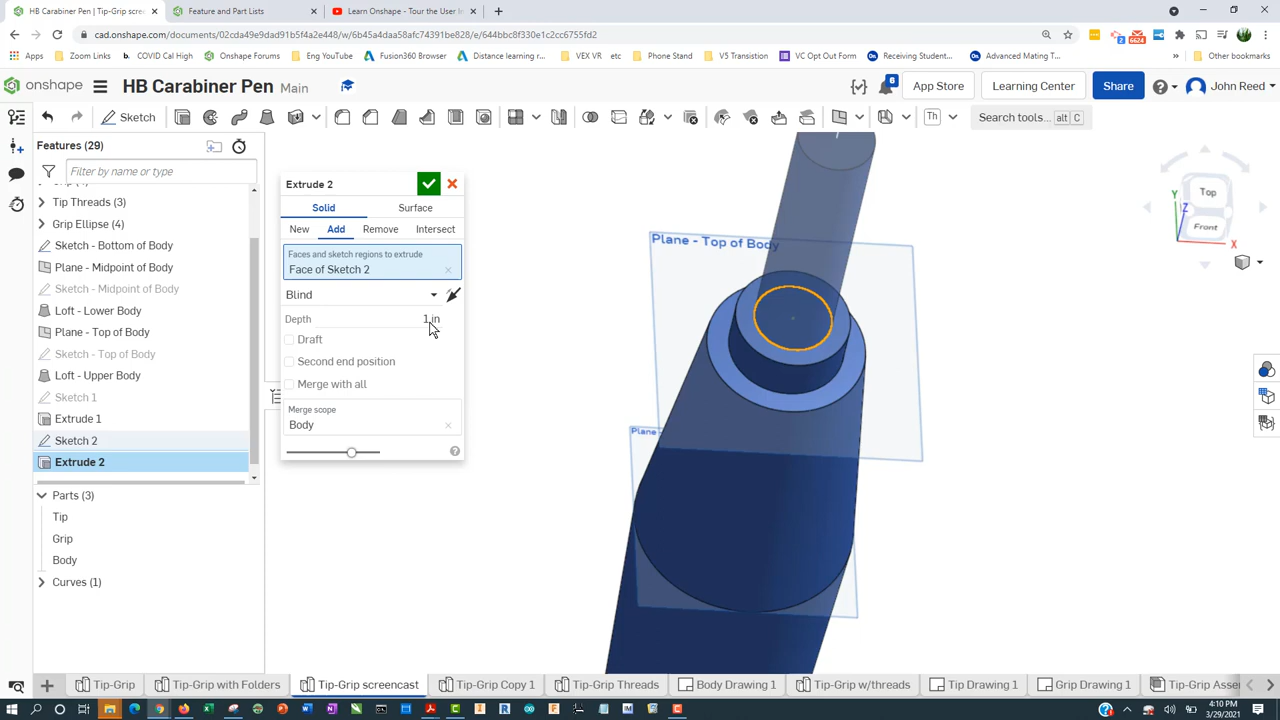 HB Carabiner Pen - Tip-Grip scre
Feature and Part Lists
Learn Onshape - Tour the User In
cad.onshape.com/documents/02cda49e9dad91b5f4a2e448/w/6b45a4daa58afc74391b868e/e/644bbc8f330e1c2cc6755fd2
2
6624
Apps
Zoom Links
COVID Cal High
Onshape Forums
Eng YouTube
Fusion360 Browser
Distance learning r...
VEX VR etc
Phone Stand
V5 Transition
VC Opt Out Form
Receiving Student...
Advanced Mating T...
Other bookmarks
onshape
HB Carabiner Pen Main
6
App Store
Learning Center
Share
John Reed
Sketch
Th
Search tools... alt C
Features (29)
Filter by name or type
Grip (4)
Tip Threads (3)
Grip Ellipse (4)
Sketch - Bottom of Body
Plane - Midpoint of Body
Sketch - Midpoint of Body
Loft - Lower Body
Plane - Top of Body
Sketch - Top of Body
Loft - Upper Body
Sketch 1
Extrude 1
Sketch 2
Extrude 2
Parts (3)
Tip
Grip
Body
Curves (1)
Extrude 2
Solid
Surface
New
Add
Remove
Intersect
Faces and sketch regions to extrude
Face of Sketch 2
Blind
Depth
1 in
Draft
Second end position
Merge with all
Merge scope
Body
Plane - Top of Body
Plane -
Top
Front
Y
Z
X
Tip-Grip
Tip-Grip with Folders
Tip-Grip screencast
Tip-Grip Copy 1
Tip-Grip Threads
Body Drawing 1
Tip-Grip w/threads
Tip Drawing 1
Grip Drawing 1
Tip-Grip Asse
4:10 PM
3/29/2021